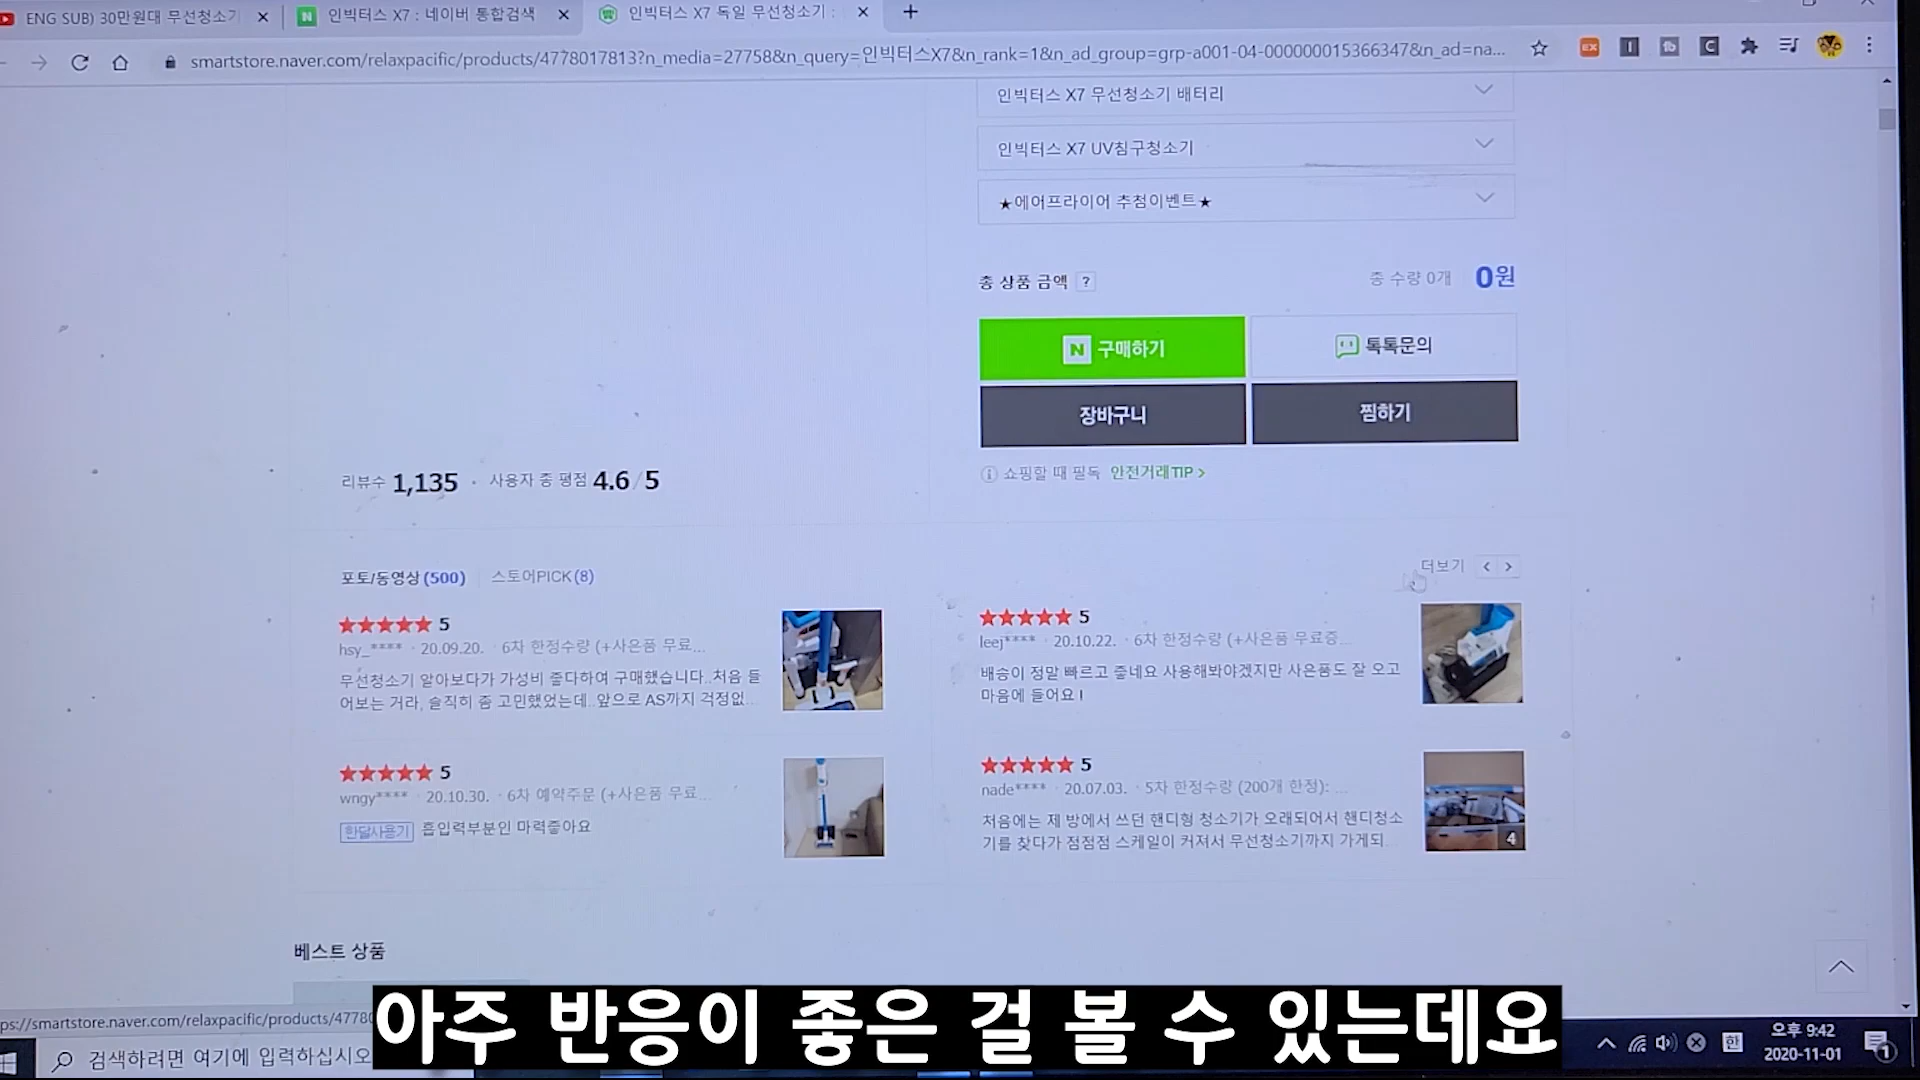 ENG SUB) 30만원대 무선청소기
인빅터스 X7 : 네이버 통합검색
인빅터스 X7 독일 무선청소기 :
smartstore.naver.com/relaxpacific/products/4778017813?n_media=27758&n_query=인빅터스X7&n_rank=1&n_ad_group=grp-a001-04-000000015366347&n_ad=na...
인빅터스 X7 무선청소기 배터리
인빅터스 X7 UV침구청소기
★에어프라이어 추첨이벤트★
총 상품 금액 ?
총 수량 0개 0원
N 구매하기
톡톡문의
장바구니
찜하기
쇼핑할 때 필독 안전거래TIP >
리뷰수 1,135 · 사용자 총 평점 4.6/5
포토/동영상(500) 스토어PICK(8)
더보기 < >
★★★★★ 5
hsy_**** · 20.09.20. · 6차 한정수량 (+사은품 무료...
무선청소기 알아보다가 가성비 좋다하여 구매했습니다..처음 들
어보는 거라, 솔직히 좀 고민했었는데..앞으로 AS까지 걱정없...
★★★★★ 5
leej**** · 20.10.22. · 6차 한정수량 (+사은품 무료증...
배송이 정말 빠르고 좋네요 사용해봐야겠지만 사은품도 잘 오고
마음에 들어요!
★★★★★ 5
wngy**** · 20.10.30. · 6차 예약주문 (+사은품 무료...
한달사용기 흡입력부분인 마력좋아요
★★★★★ 5
nade**** · 20.07.03. · 5차 한정수량 (200개 한정): ...
처음에는 제 방에서 쓰던 핸디형 청소기가 오래되어서 핸디청소
기를 찾다가 점점점 스케일이 커져서 무선청소기까지 가게되...
4
베스트 상품
아주 반응이 좋은 걸 볼 수 있는데요
ps://smartstore.naver.com/relaxpacific/products/4778
검색하려면 여기에 입력하십시오
한
오후 9:42
2020-11-01
1